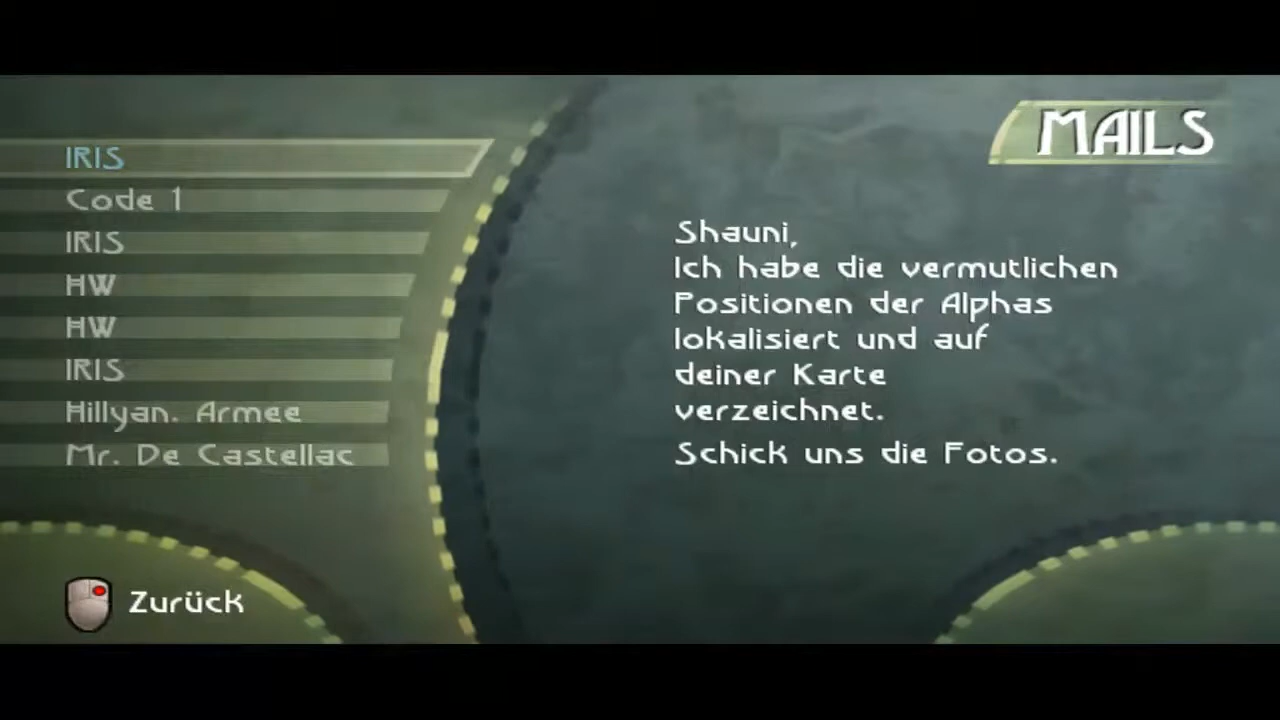 MAILS
IRIS
Code 1
IRIS
HW
HW
IRIS
Hillyan. Armee
Mr. De Castellac
Shauni,
Ich habe die vermutlichen
Positionen der Alphas
lokalisiert und auf
deiner Karte
verzeichnet.
Schick uns die Fotos.
Zurück